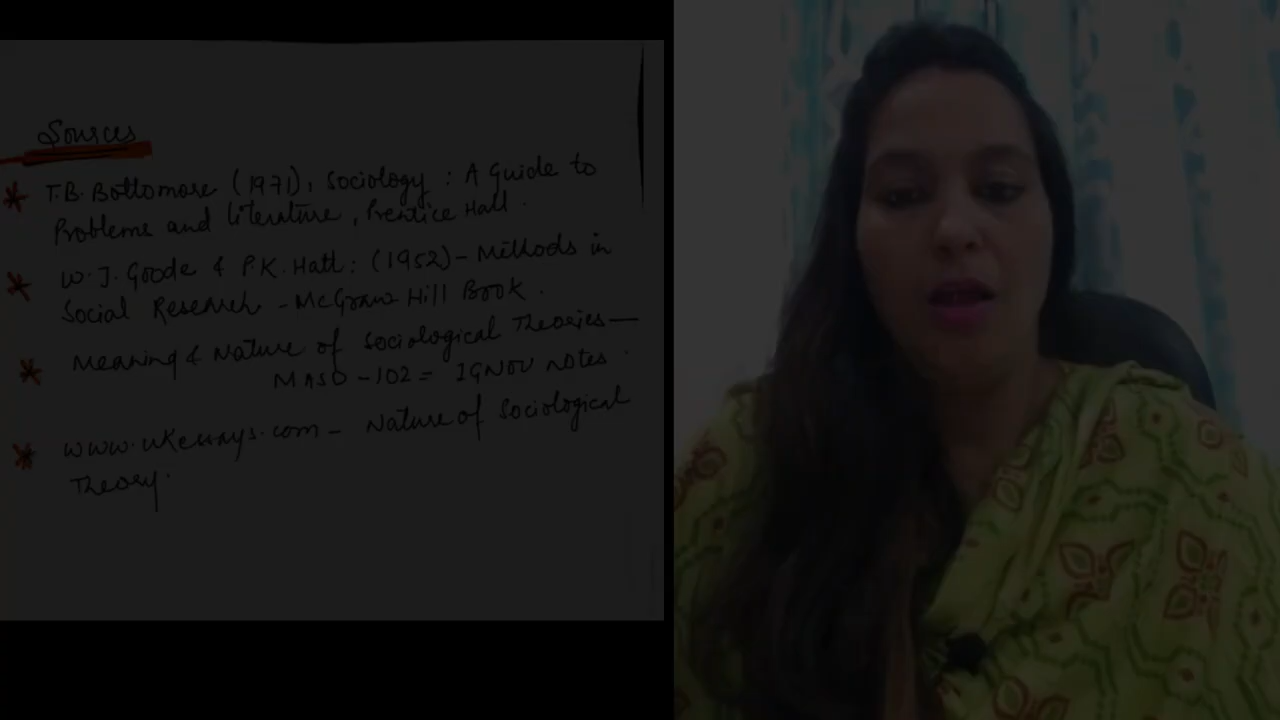 Sources
* T.B. Bottomore (1971), Sociology : A Guide to
Problems and Literature, Prentice Hall.
* W.J. Goode & P.K. Hatt: (1952) - Methods in
Social Research - McGraw Hill Book.
* Meaning & Nature of Sociological Theories —
MASO - 102 = IGNOU notes
* www.ukessays.com - Nature of Sociological
Theory.